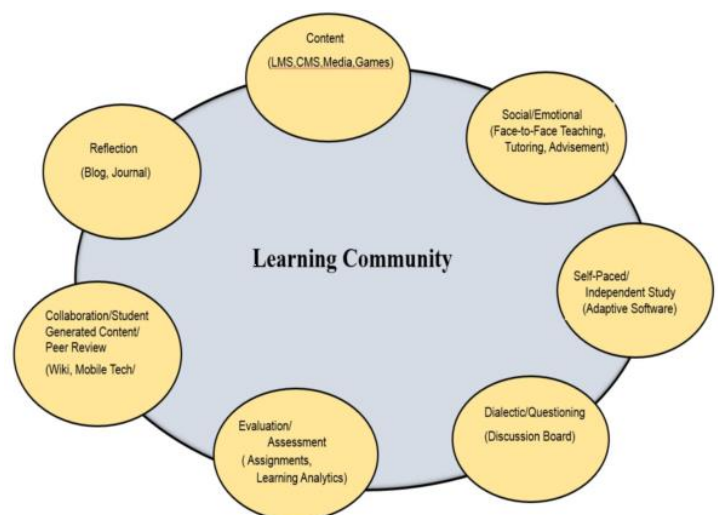 Content
(LMS,CMS,Media,Games)
Social/Emotional
(Face-to-Face Teaching,
Tutoring, Advisement)
Reflection
(Blog, Journal)
Learning Community
Self-Paced/
Independent Study
(Adaptive Software)
Collaboration/Student
Generated Content/
Peer Review
(Wiki, Mobile Tech/
Dialectic/Questioning
(Discussion Board)
Evaluation/
Assessment
( Assignments,
Learning Analytics)